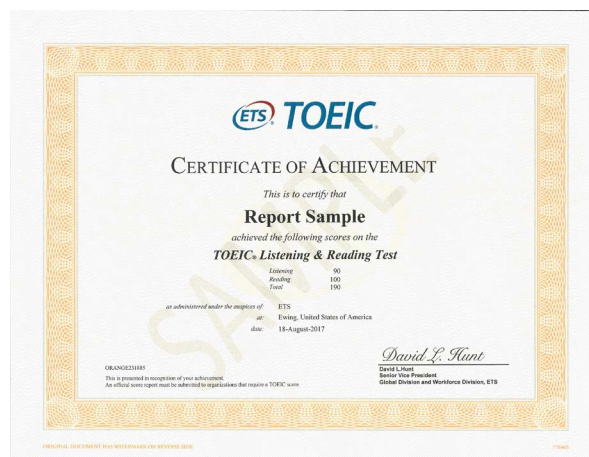 ETS® TOEIC®
CERTIFICATE OF ACHIEVEMENT
This is to certify that
Report Sample
achieved the following scores on the
TOEIC® Listening & Reading Test
Listening 90
Reading 100
Total 190
as administered under the auspices of: ETS
at: Ewing, United States of America
date: 18-August-2017
SAMPLE
David L. Hunt
ORANGE231085
David L.Hunt
Senior Vice President
This is presented in recognition of your achievement.
Global Division and Workforce Division, ETS
An official score report must be submitted to organizations that require a TOEIC score
ORIGINAL DOCUMENT HAS WATERMARK ON REVERSE SIDE